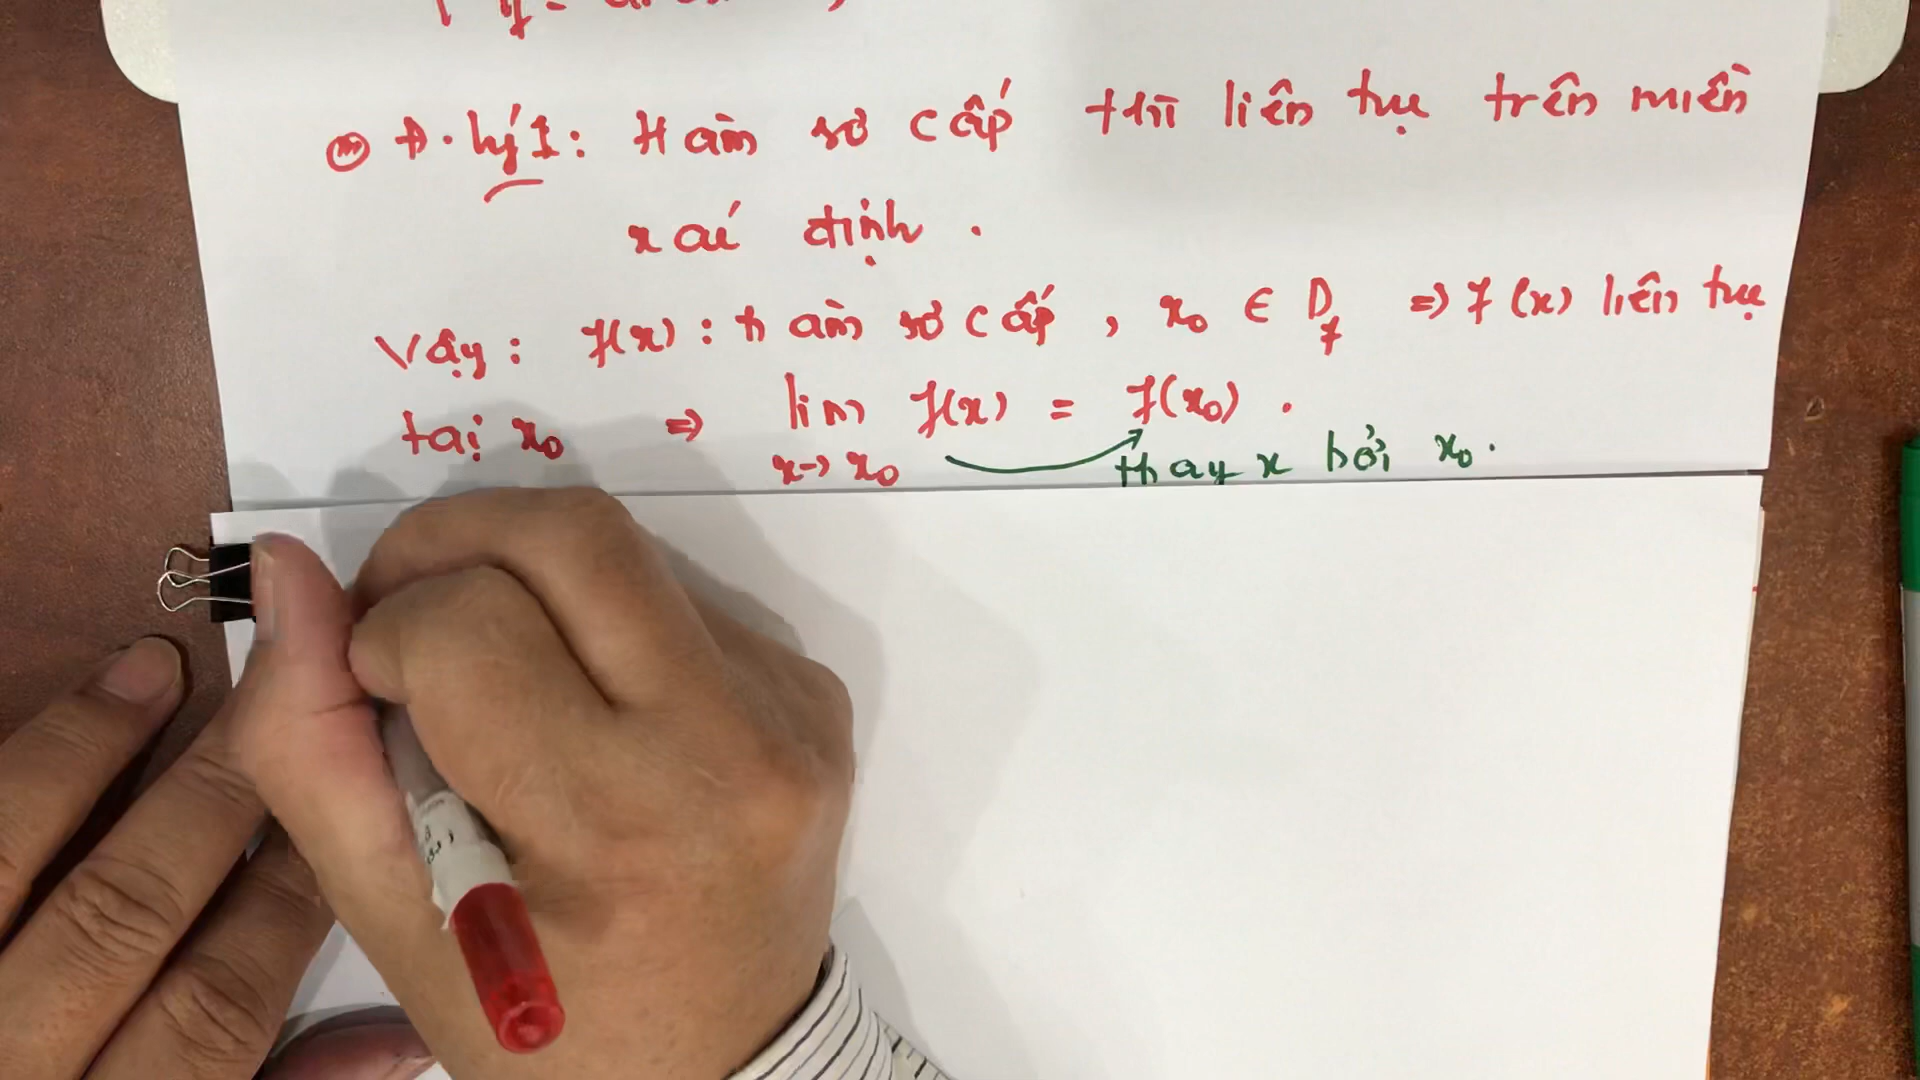 y =
Đ. lý 1: Hàm sơ cấp thì liên tục trên miền
xác định .
Vậy : f(x) : hàm sơ cấp , x₀ ∈ D_f ⇒ f(x) liên tục
tại x₀ ⇒ lim f(x) = f(x₀) .
x→x₀ thay x bởi x₀ .